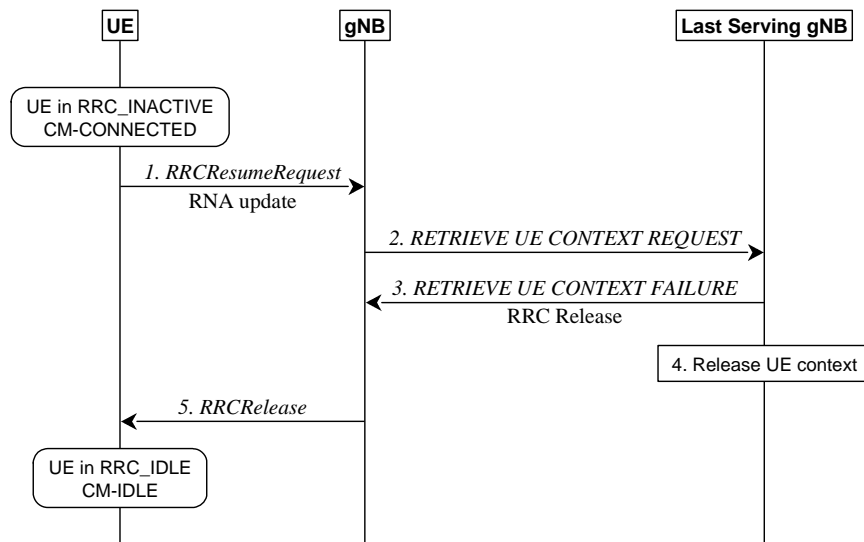 UE
gNB
Last Serving gNB
UE in RRC_INACTIVE
CM-CONNECTED
1. RRCResumeRequest
RNA update
2. RETRIEVE UE CONTEXT REQUEST
3. RETRIEVE UE CONTEXT FAILURE
RRC Release
4. Release UE context
5. RRCRelease
UE in RRC_IDLE
CM-IDLE